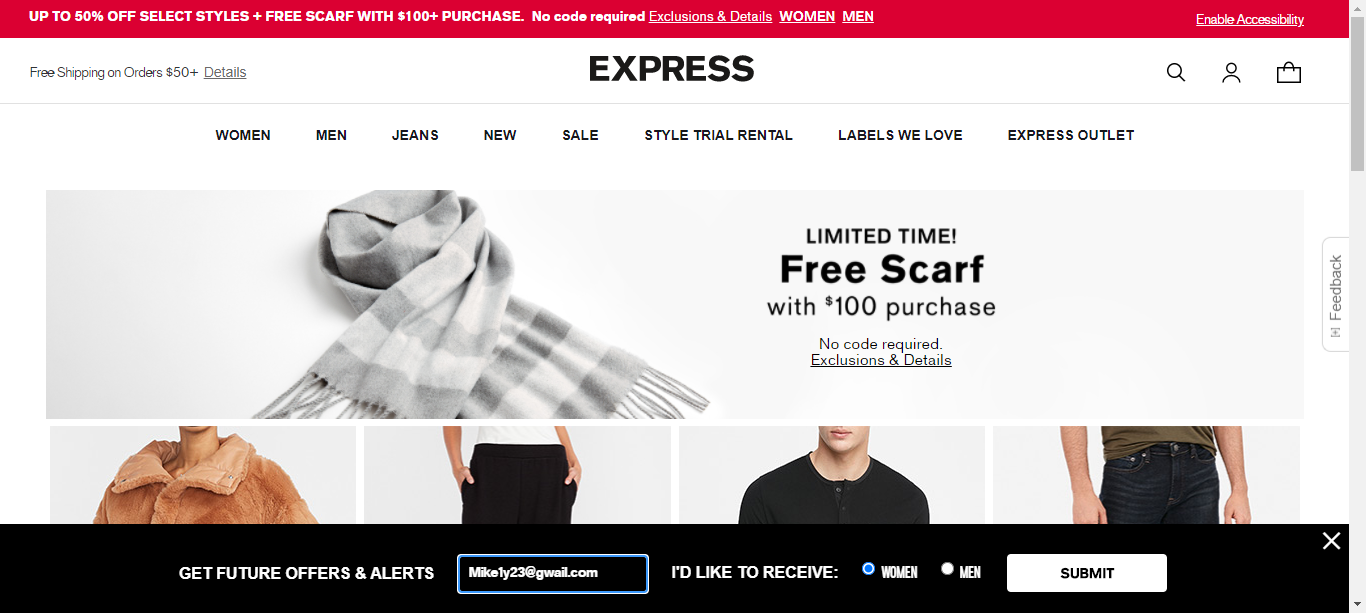 UP TO 50% OFF SELECT STYLES + FREE SCARF WITH $100+ PURCHASE. No code required Exclusions & Details WOMEN MEN
Enable Accessibility
Free Shipping on Orders $50+ Details
EXPRESS
WOMEN MEN JEANS NEW SALE STYLE TRIAL RENTAL LABELS WE LOVE EXPRESS OUTLET
LIMITED TIME!
Free Scarf
with $100 purchase
No code required.
Exclusions & Details
Feedback
GET FUTURE OFFERS & ALERTS Mike1y23@gwail.com I'D LIKE TO RECEIVE: WOMEN MEN SUBMIT